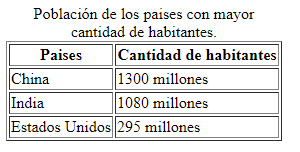 Población de los paises con mayor
cantidad de habitantes.
Paises Cantidad de habitantes
China 1300 millones
India 1080 millones
Estados Unidos 295 millones